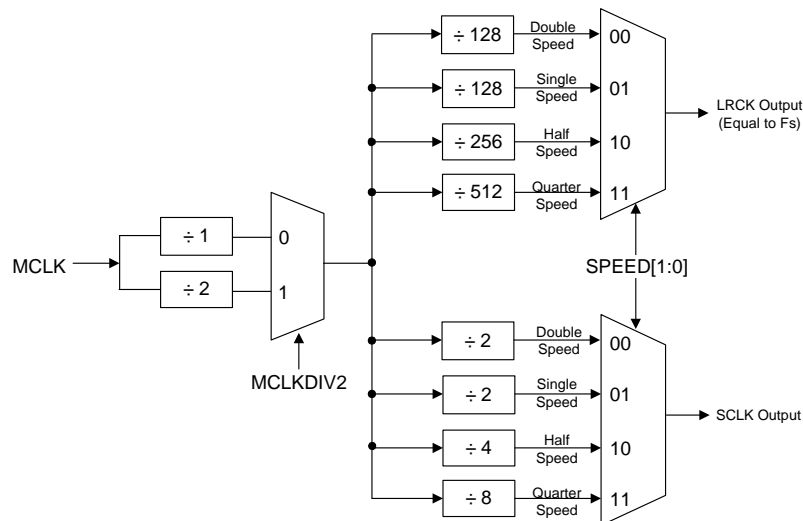 ÷ 128
Double
Speed
00
÷ 128
Single
Speed
01
÷ 256
Half
Speed
10
÷ 512
Quarter
Speed
11
LRCK Output
(Equal to Fs)
MCLK
÷ 1
÷ 2
0
1
MCLKDIV2
SPEED[1:0]
÷ 2
Double
Speed
00
÷ 2
Single
Speed
01
÷ 4
Half
Speed
10
÷ 8
Quarter
Speed
11
SCLK Output